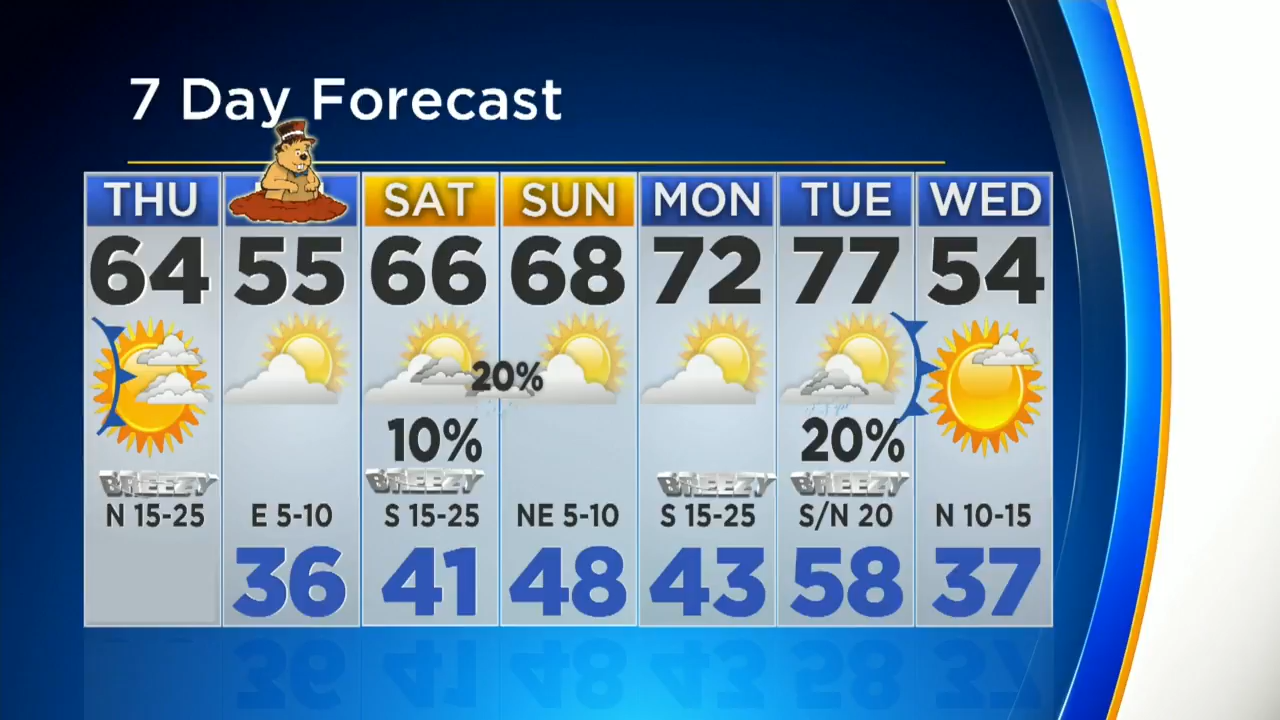 7 Day Forecast
THU SAT SUN MON TUE WED
64 55 66 68 72 77 54
20%
10% 20%
BREEZY BREEZY BREEZY BREEZY
N 15-25 E 5-10 S 15-25 NE 5-10 S 15-25 S/N 20 N 10-15
36 41 48 43 58 37